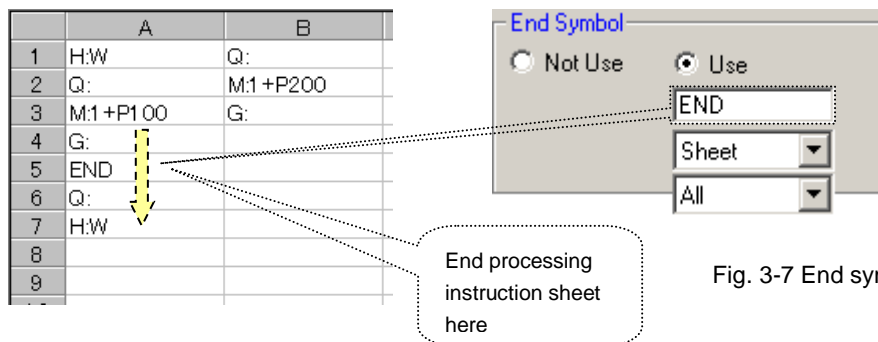 A B
1 H:W Q:
2 Q: M:1+P200
3 M:1+P100 G:
4 G:
5 END
6 Q:
7 H:W
8
9
End Symbol
Not Use Use
END
Sheet
All
End processing
instruction sheet
here
Fig. 3-7 End